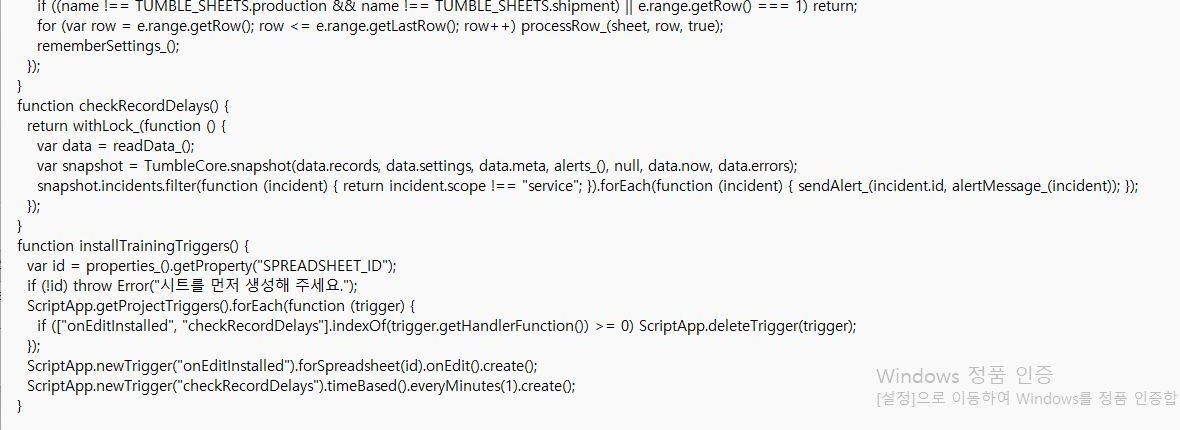 if ((name !== TUMBLE_SHEETS.production && name !== TUMBLE_SHEETS.shipment) || e.range.getRow() === 1) return;
for (var row = e.range.getRow(); row <= e.range.getLastRow(); row++) processRow_(sheet, row, true);
rememberSettings_();
});
}
function checkRecordDelays() {
return withLock_(function () {
var data = readData_();
var snapshot = TumbleCore.snapshot(data.records, data.settings, data.meta, alerts_(), null, data.now, data.errors);
snapshot.incidents.filter(function (incident) { return incident.scope !== "service"; }).forEach(function (incident) { sendAlert_(incident.id, alertMessage_(incident)); });
});
}
function installTrainingTriggers() {
var id = properties_().getProperty("SPREADSHEET_ID");
if (!id) throw Error("시트를 먼저 생성해 주세요.");
ScriptApp.getProjectTriggers().forEach(function (trigger) {
if (["onEditInstalled", "checkRecordDelays"].indexOf(trigger.getHandlerFunction()) >= 0) ScriptApp.deleteTrigger(trigger);
});
ScriptApp.newTrigger("onEditInstalled").forSpreadsheet(id).onEdit().create();
ScriptApp.newTrigger("checkRecordDelays").timeBased().everyMinutes(1).create();
}
Windows 정품 인증
[설정]으로 이동하여 Windows를 정품 인증합